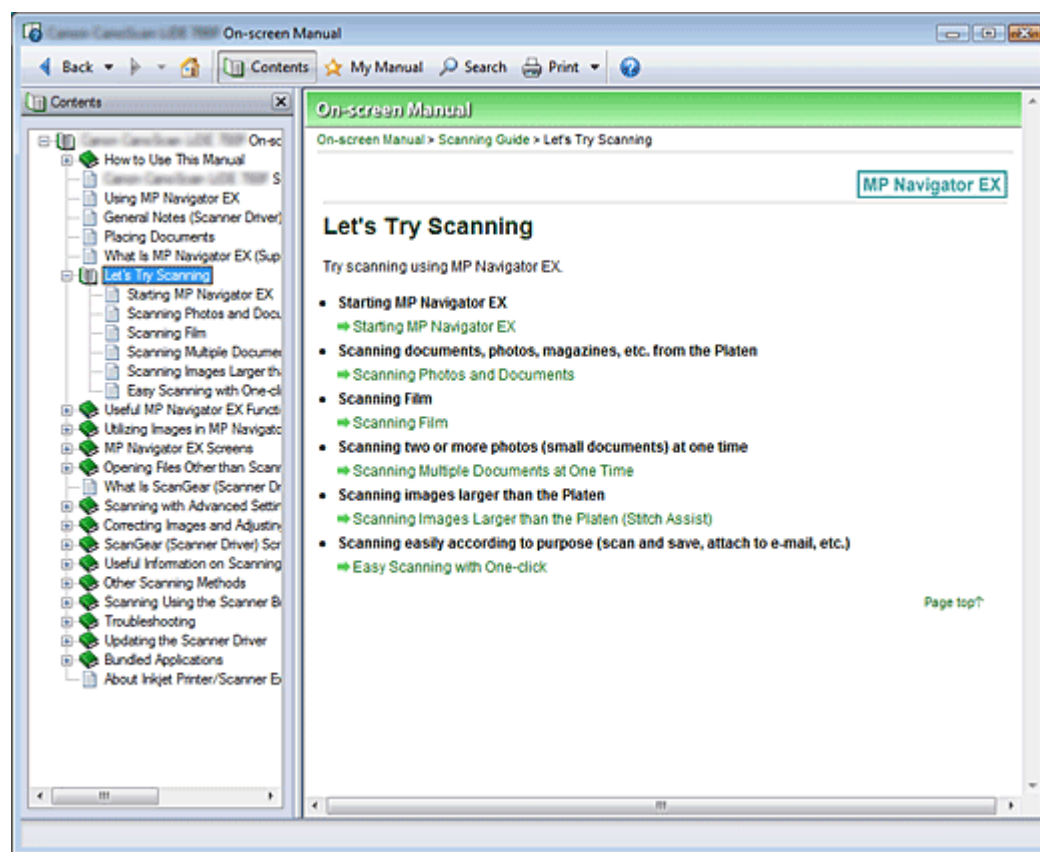 On-screen Manual
Back Contents My Manual Search Print
Contents
On-sc
How to Use This Manual
S
Using MP Navigator EX
General Notes (Scanner Driver)
Placing Documents
What Is MP Navigator EX (Sup
Let's Try Scanning
Starting MP Navigator EX
Scanning Photos and Docu
Scanning Film
Scanning Multiple Documen
Scanning Images Larger tha
Easy Scanning with One-cli
Useful MP Navigator EX Functi
Utilizing Images in MP Navigato
MP Navigator EX Screens
Opening Files Other than Scann
What Is ScanGear (Scanner Dr
Scanning with Advanced Settin
Correcting Images and Adjusting
ScanGear (Scanner Driver) Scr
Useful Information on Scanning
Other Scanning Methods
Scanning Using the Scanner B
Troubleshooting
Updating the Scanner Driver
Bundled Applications
About Inkjet Printer/Scanner E
On-screen Manual
On-screen Manual > Scanning Guide > Let's Try Scanning
MP Navigator EX
Let's Try Scanning
Try scanning using MP Navigator EX.
Starting MP Navigator EX
Starting MP Navigator EX
Scanning documents, photos, magazines, etc. from the Platen
Scanning Photos and Documents
Scanning Film
Scanning Film
Scanning two or more photos (small documents) at one time
Scanning Multiple Documents at One Time
Scanning images larger than the Platen
Scanning Images Larger than the Platen (Stitch Assist)
Scanning easily according to purpose (scan and save, attach to e-mail, etc.)
Easy Scanning with One-click
Page top↑